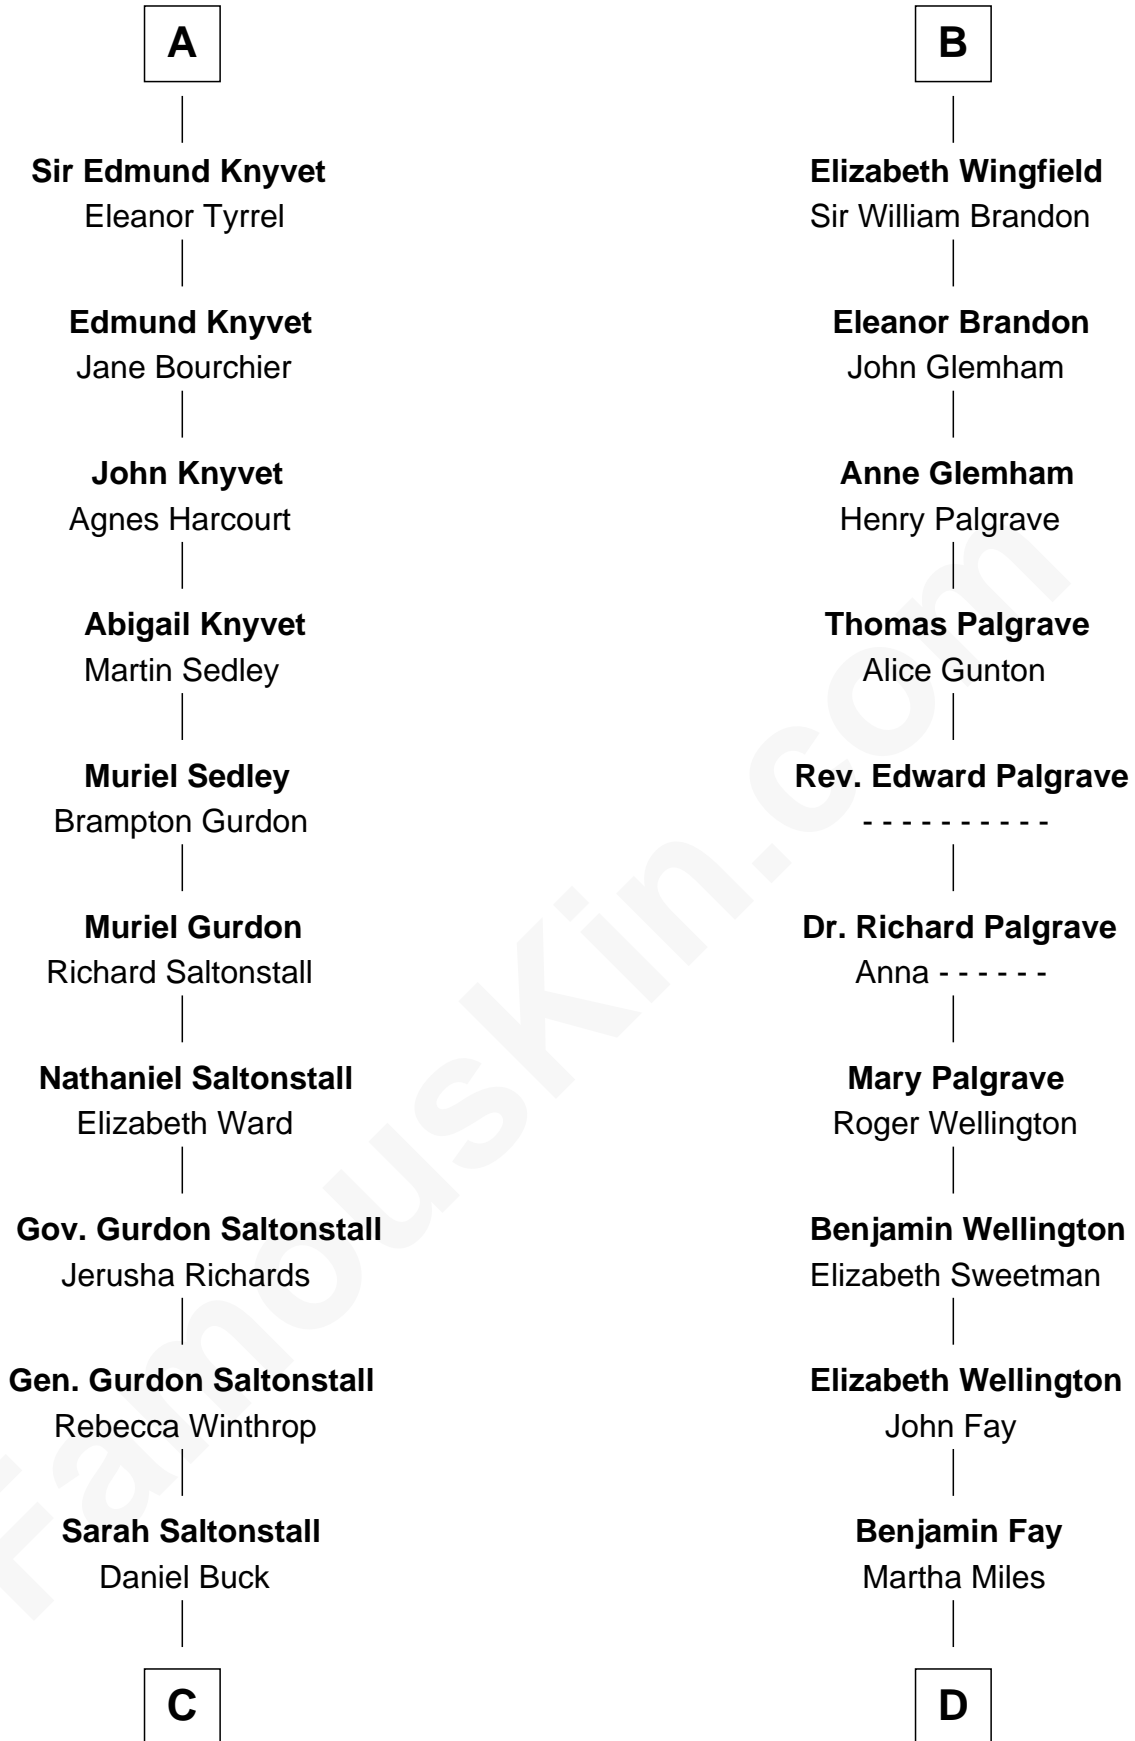 A
Sir Edmund Knyvet
Eleanor Tyrrel
Edmund Knyvet
Jane Bourchier
John Knyvet
Agnes Harcourt
Abigail Knyvet
Martin Sedley
Muriel Sedley
Brampton Gurdon
Muriel Gurdon
Richard Saltonstall
Nathaniel Saltonstall
Elizabeth Ward
Gov. Gurdon Saltonstall
Jerusha Richards
Gen. Gurdon Saltonstall
Rebecca Winthrop
Sarah Saltonstall
Daniel Buck
C
B
Elizabeth Wingfield
Sir William Brandon
Eleanor Brandon
John Glemham
Anne Glemham
Henry Palgrave
Thomas Palgrave
Alice Gunton
Rev. Edward Palgrave
- - - - - - - - - -
Dr. Richard Palgrave
Anna - - - - - -
Mary Palgrave
Roger Wellington
Benjamin Wellington
Elizabeth Sweetman
Elizabeth Wellington
John Fay
Benjamin Fay
Martha Miles
D
FamousKin.com